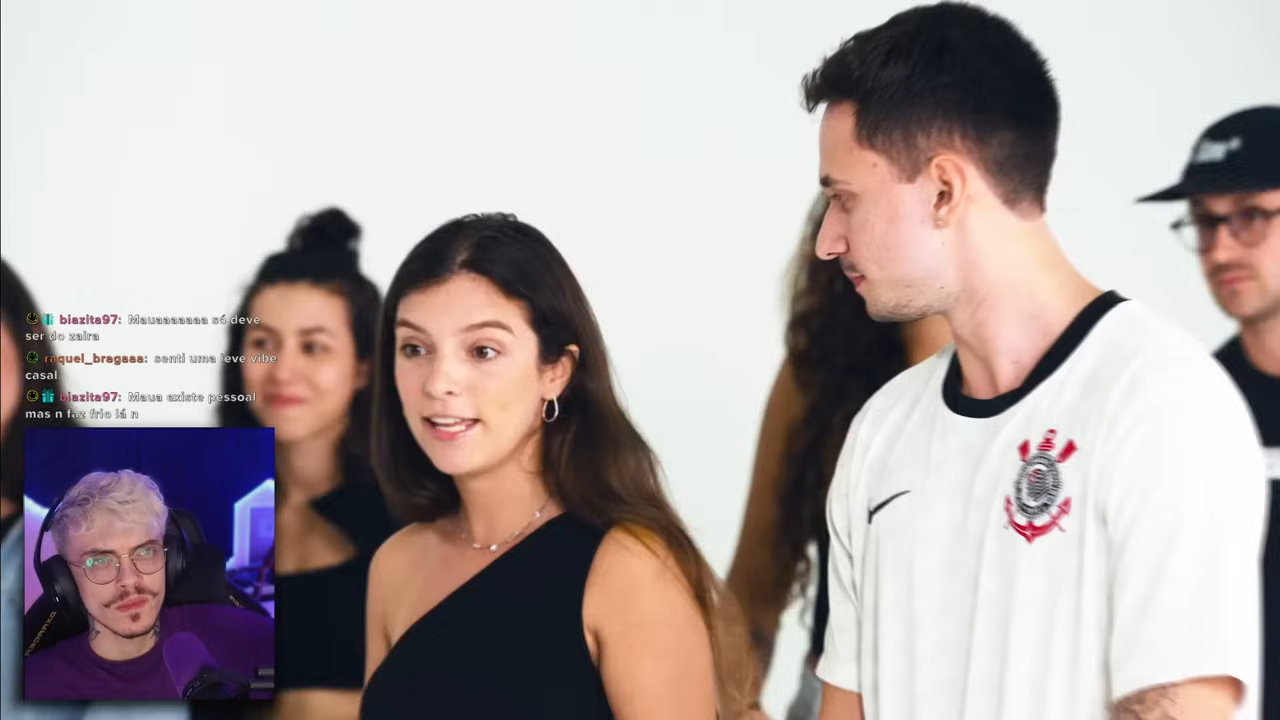 biazita97: Mauaaaaaaa só deve
ser do zaira
raquel_bragaaa: senti uma leve vibe
casal
biazita97: Maua existe pessoal
mas n faz frio lá n